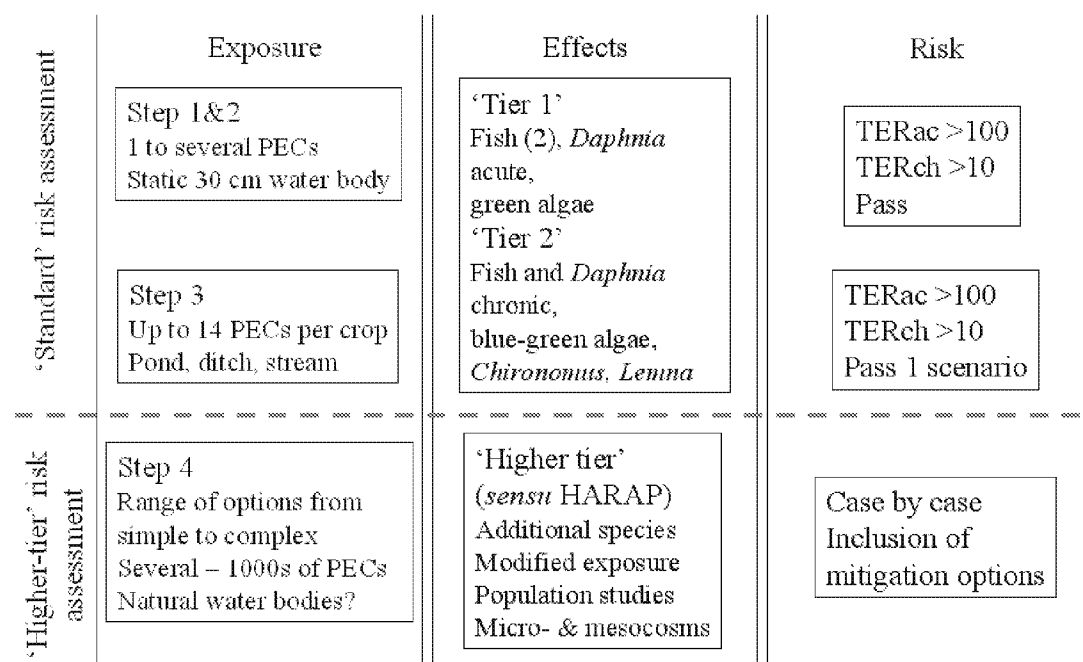 Exposure
Effects
Risk
'Standard' risk assessment
Step 1&2
1 to several PECs
Static 30 cm water body
Step 3
Up to 14 PECs per crop
Pond, ditch, stream
'Tier 1'
Fish (2), Daphnia
acute,
green algae
'Tier 2'
Fish and Daphnia
chronic,
blue-green algae,
Chironomus, Lemna
TERac >100
TERch >10
Pass
TERac >100
TERch >10
Pass 1 scenario
'Higher-tier' risk
assessment
Step 4
Range of options from
simple to complex
Several – 1000s of PECs
Natural water bodies?
'Higher tier'
(sensu HARAP)
Additional species
Modified exposure
Population studies
Micro- & mesocosms
Case by case
Inclusion of
mitigation options